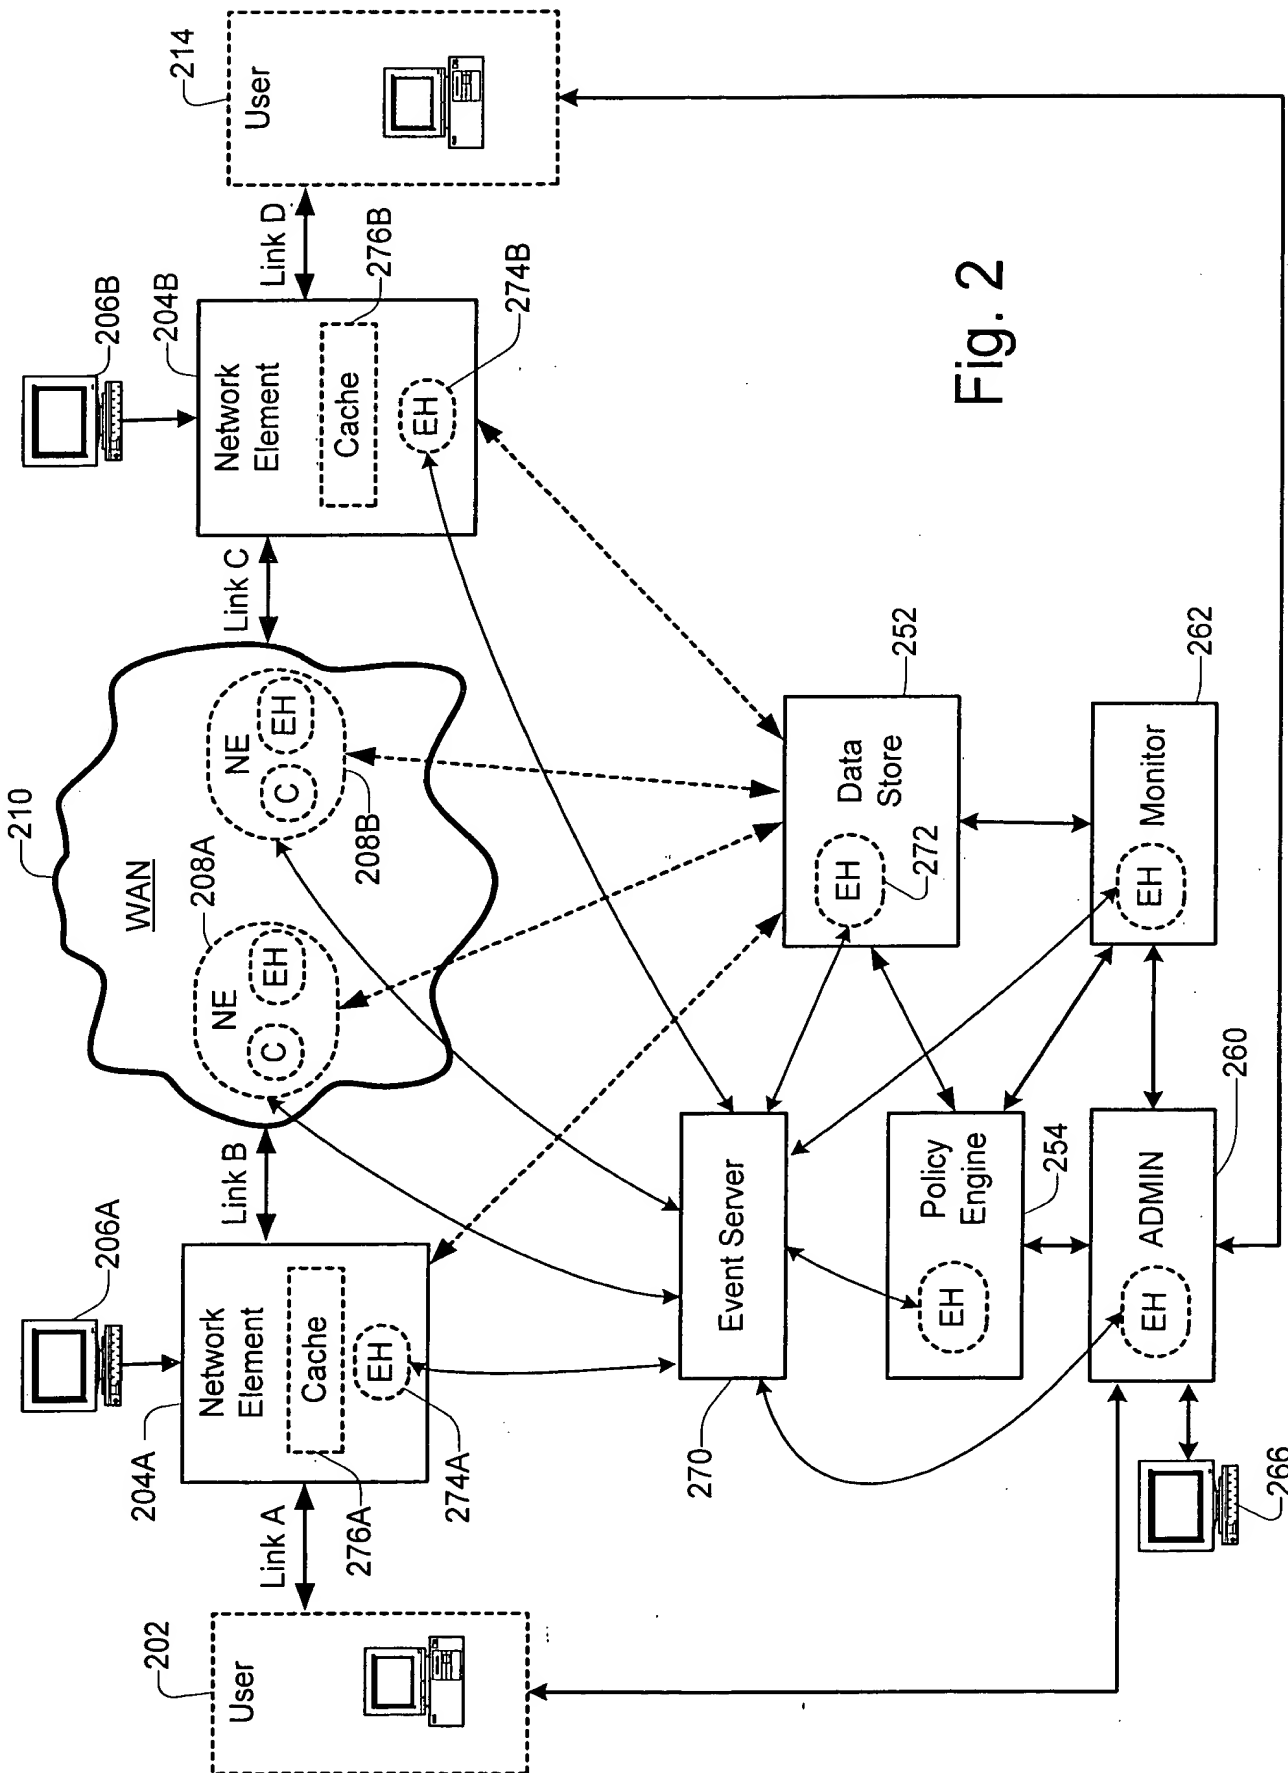 206A
210
206B
204A
Network
Element
Cache
EH
276A
274A
Link B
WAN
208A
NE
C
EH
NE
C
EH
208B
Link C
204B
Network
Element
Cache
EH
276B
274B
202
User
Link A
Link D
214
User
270
Event Server
Data
Store
EH
252
272
Policy
Engine
EH
254
Monitor
EH
262
ADMIN
EH
260
266
Fig. 2